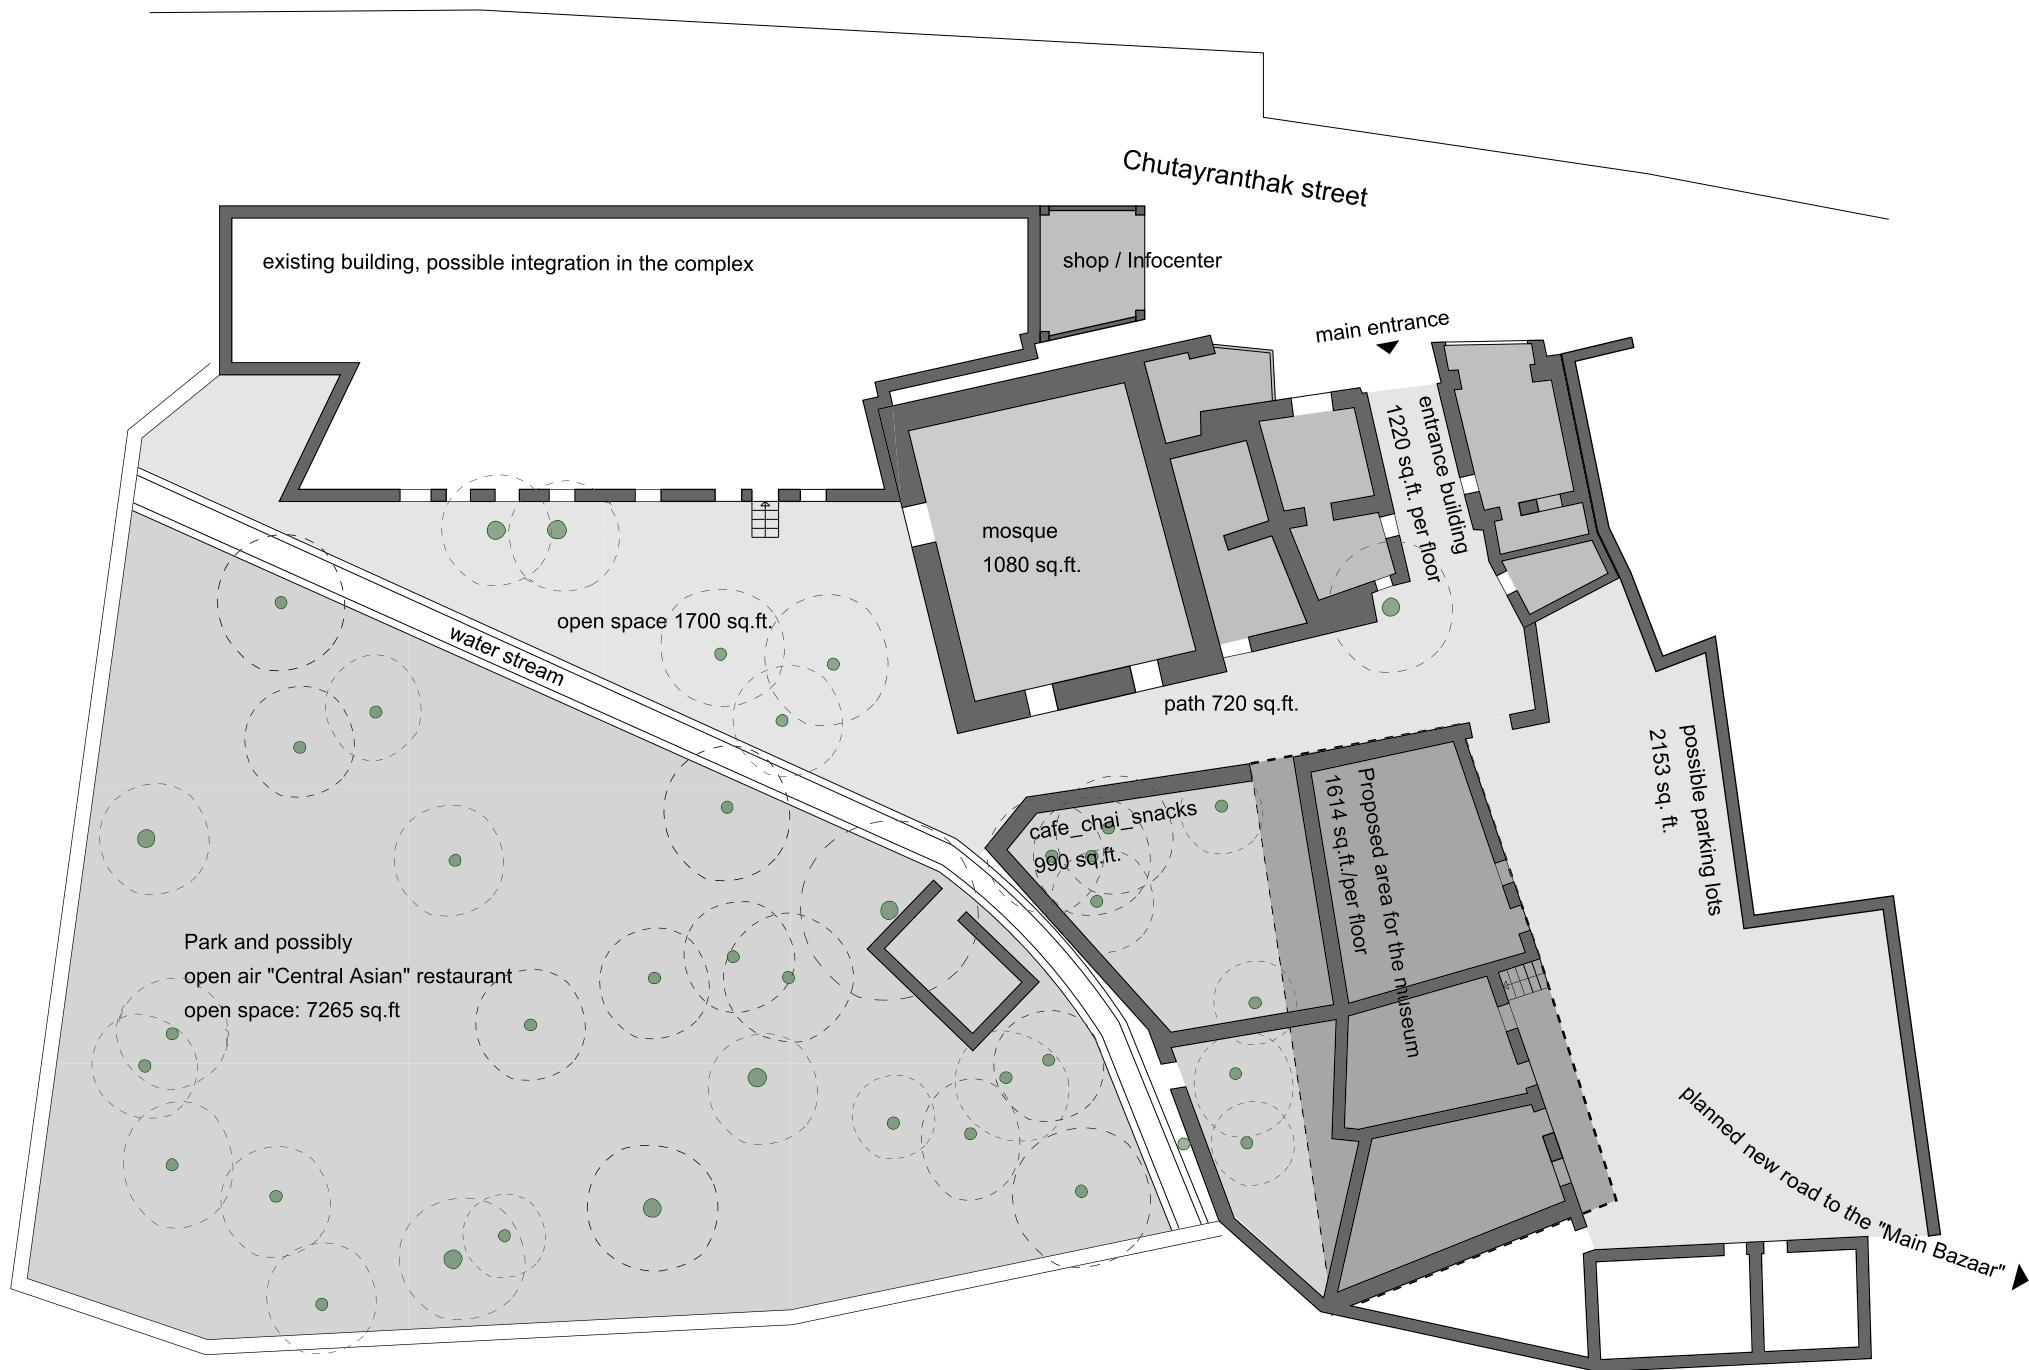 Chutayranthak street
existing building, possible integration in the complex
shop / Infocenter
main entrance
entrance building
1220 sq.ft. per floor
mosque
1080 sq.ft.
open space 1700 sq.ft.
water stream
path 720 sq.ft.
possible parking lots
2153 sq. ft.
cafe_chai_snacks
990 sq.ft.
Proposed area for the museum
1614 sq.ft./per floor
Park and possibly
open air "Central Asian" restaurant
open space: 7265 sq.ft
planned new road to the "Main Bazaar"